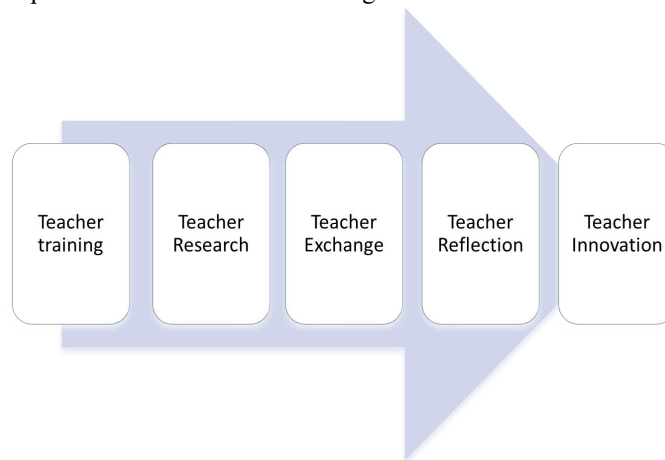 Teacher
training
Teacher
Research
Teacher
Exchange
Teacher
Reflection
Teacher
Innovation